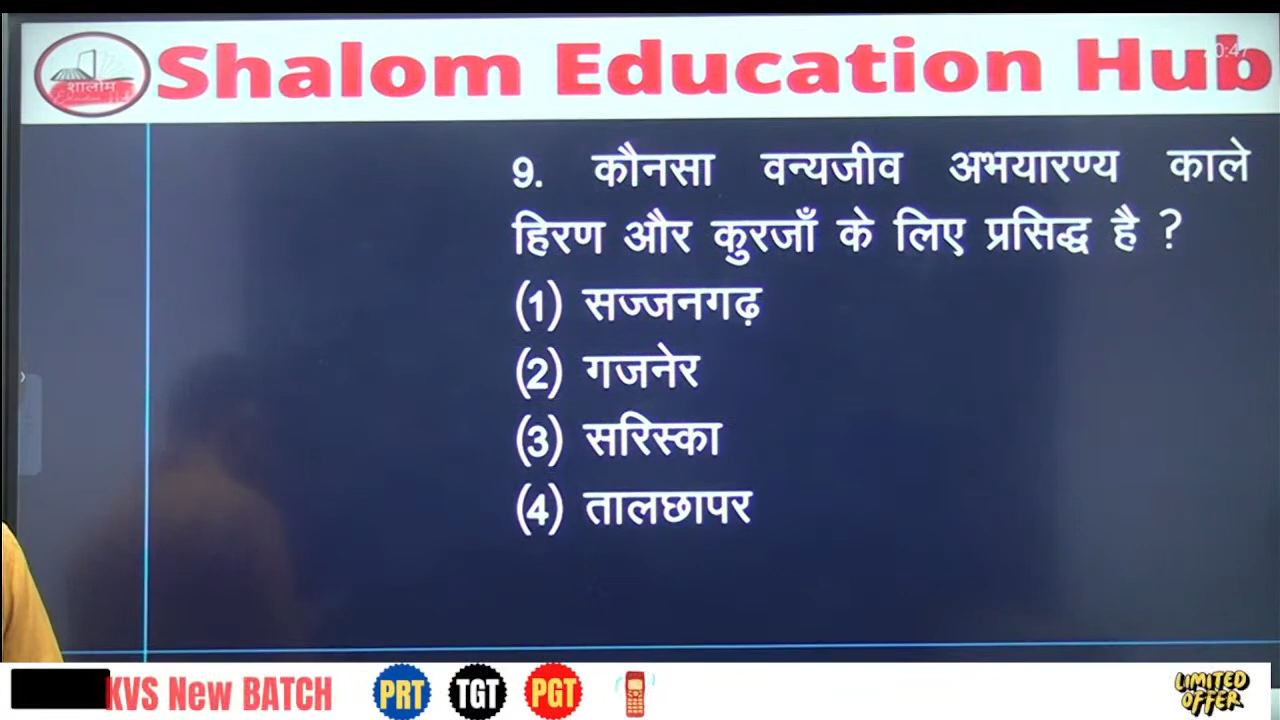 शालोम
Shalom Education Hub
9. कौनसा वन्यजीव अभयारण्य काले
हिरण और कुरजाँ के लिए प्रसिद्ध है ?
(1) सज्जनगढ़
(2) गजनेर
(3) सरिस्का
(4) तालछापर
KVS New BATCH
PRT
TGT
PGT
LIMITED
OFFER